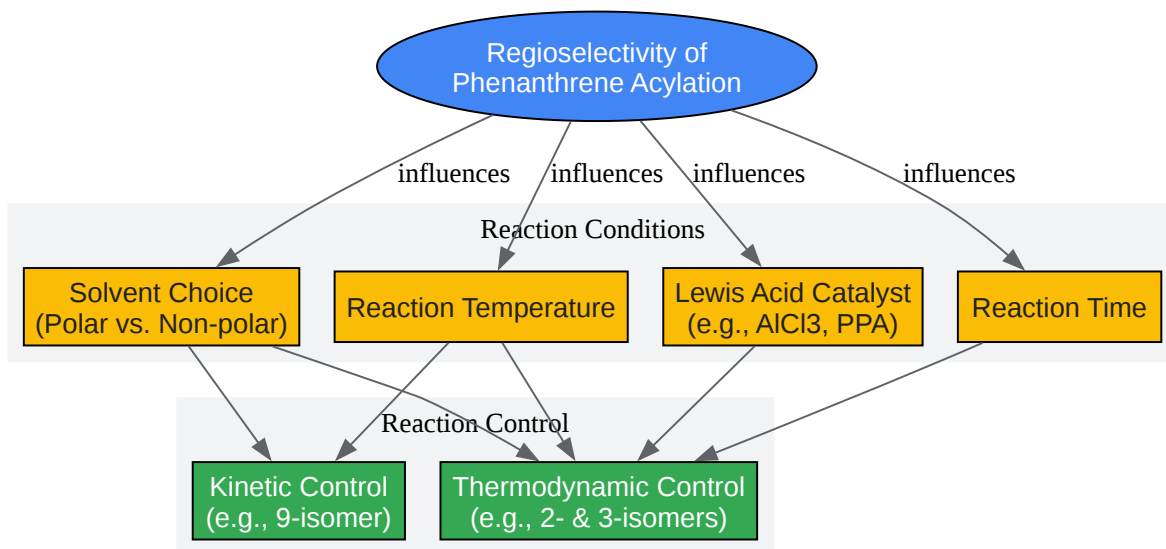 Regioselectivity of
Phenanthrene Acylation
influences
influences
influences
influences
Reaction Conditions
Solvent Choice
(Polar vs. Non-polar)
Reaction Temperature
Lewis Acid Catalyst
(e.g., AlCl3, PPA)
Reaction Time
Reaction Control
Kinetic Control
(e.g., 9-isomer)
Thermodynamic Control
(e.g., 2- & 3-isomers)